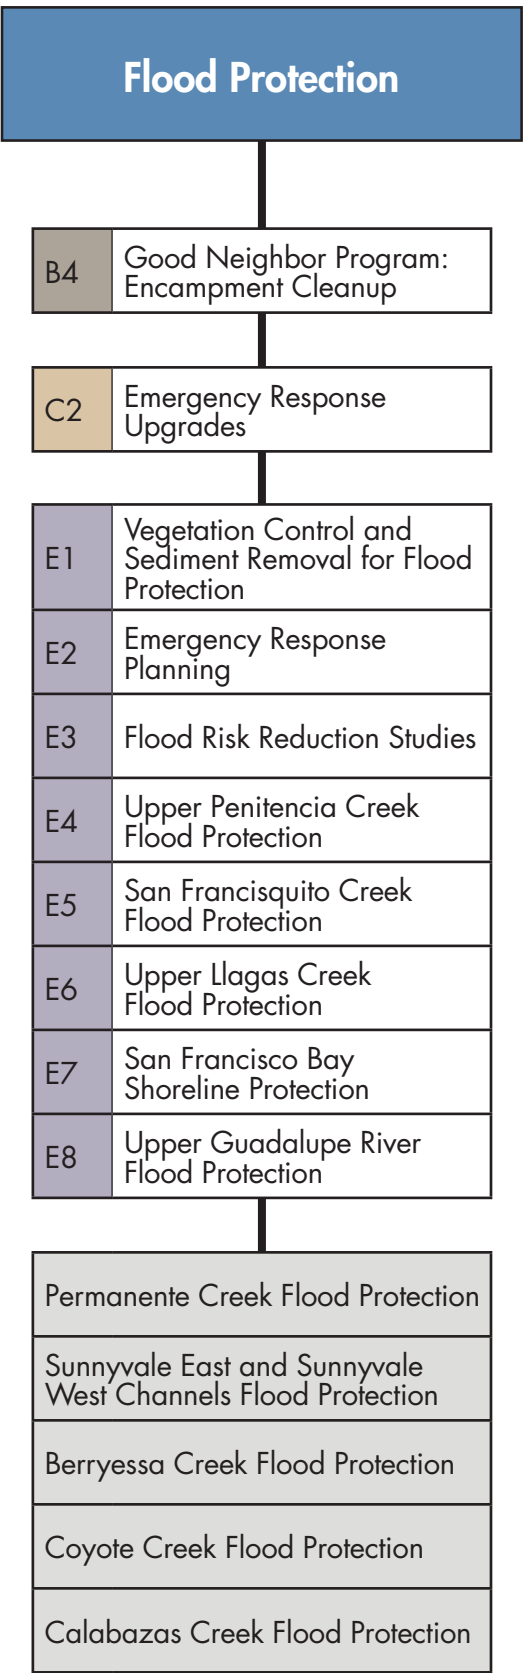 Flood Protection
B4
Good Neighbor Program:
Encampment Cleanup
C2
Emergency Response
Upgrades
E1
Vegetation Control and
Sediment Removal for Flood
Protection
E2
Emergency Response
Planning
E3
Flood Risk Reduction Studies
E4
Upper Penitencia Creek
Flood Protection
E5
San Francisquito Creek
Flood Protection
E6
Upper Llagas Creek
Flood Protection
E7
San Francisco Bay
Shoreline Protection
E8
Upper Guadalupe River
Flood Protection
Permanente Creek Flood Protection
Sunnyvale East and Sunnyvale
West Channels Flood Protection
Berryessa Creek Flood Protection
Coyote Creek Flood Protection
Calabazas Creek Flood Protection